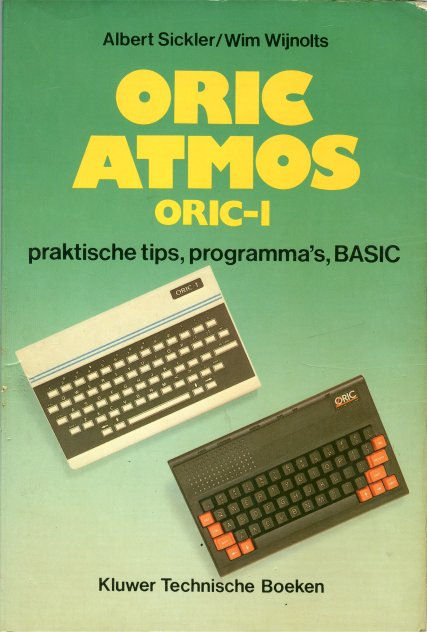 Albert Sickler/Wim Wijnolts
ORIC
ATMOS
ORIC-1
praktische tips, programma's, BASIC
ORIC-1
ORIC
Kluwer Technische Boeken